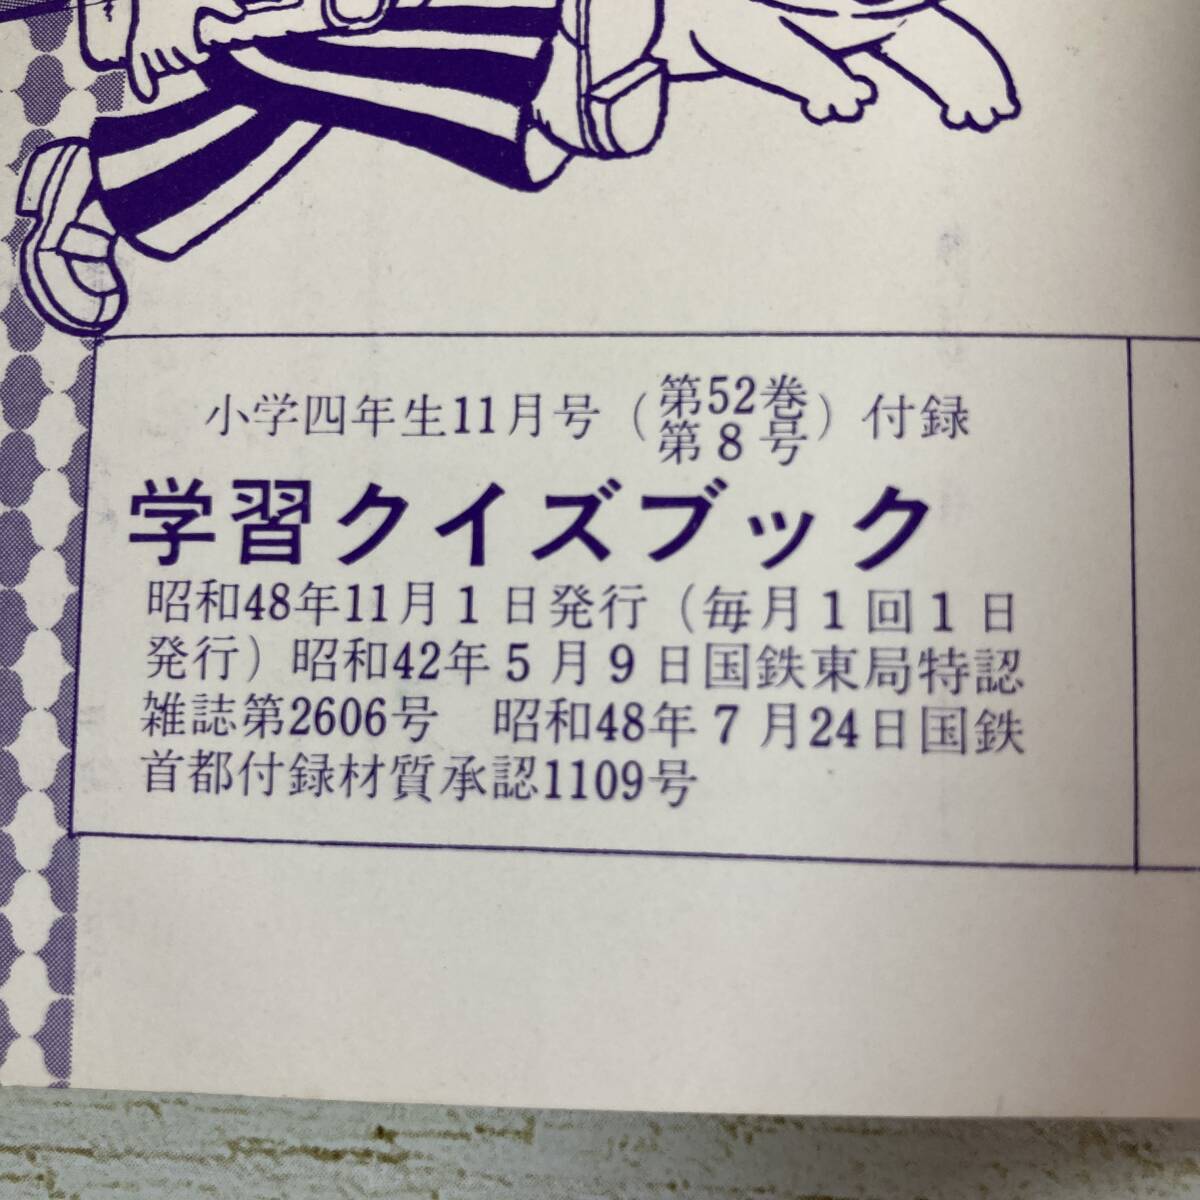 小学四年生11月号（第52巻第8号）付録
学習クイズブック
昭和48年11月1日発行（毎月1回1日
発行）昭和42年5月9日国鉄東局特認
雑誌第2606号　昭和48年7月24日国鉄
首都付録材質承認1109号